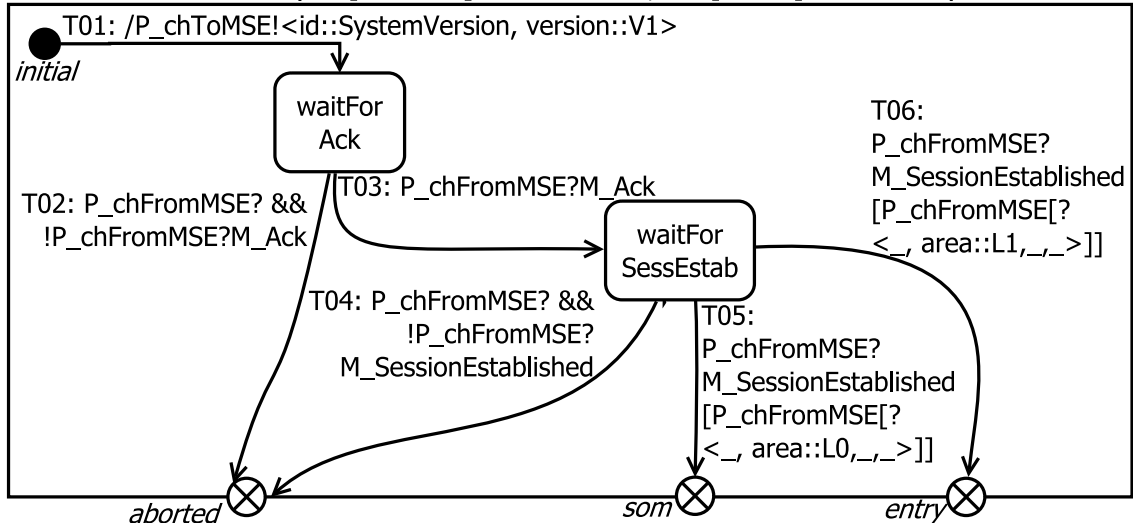 T01: /P_chToMSE!<id::SystemVersion, version::V1>
initial
waitFor
Ack
T06:
P_chFromMSE?
M_SessionEstablished
[P_chFromMSE[?
<_, area::L1,_,_>]]
T02: P_chFromMSE? &&
!P_chFromMSE?M_Ack
T03: P_chFromMSE?M_Ack
waitFor
SessEstab
T04: P_chFromMSE? &&
!P_chFromMSE?
M_SessionEstablished
T05:
P_chFromMSE?
M_SessionEstablished
[P_chFromMSE[?
<_, area::L0,_,_>]]
aborted
som
entry